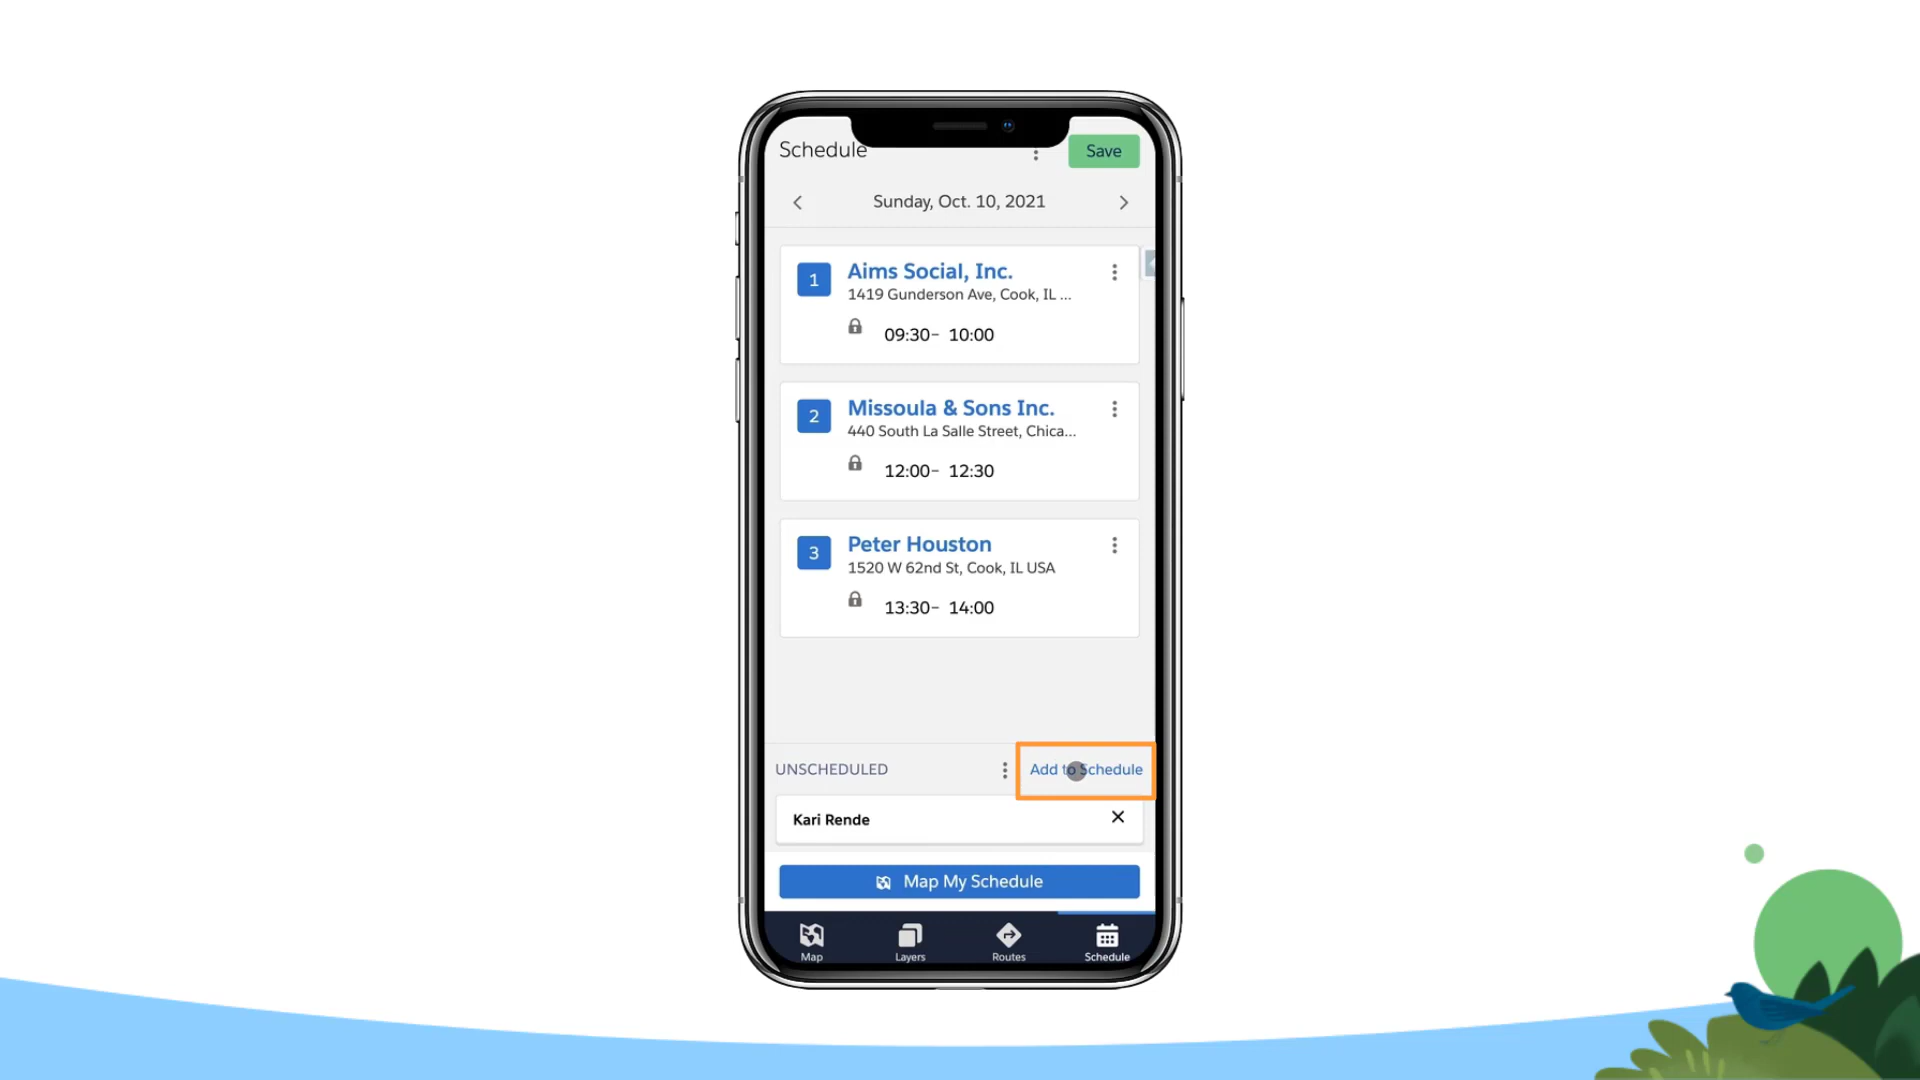 Schedule
Save
Sunday, Oct. 10, 2021
1
Aims Social, Inc.
1419 Gunderson Ave, Cook, IL ...
09:30- 10:00
2
Missoula & Sons Inc.
440 South La Salle Street, Chica...
12:00- 12:30
3
Peter Houston
1520 W 62nd St, Cook, IL USA
13:30- 14:00
UNSCHEDULED
Add to Schedule
Kari Rende
Map My Schedule
Map
Layers
Routes
Schedule